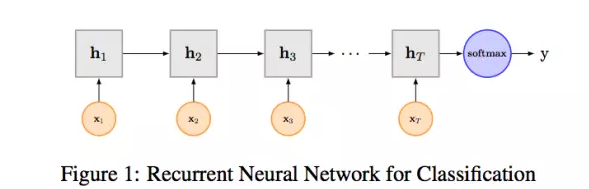 h1 h2 h3 ··· hT softmax y
x1 x2 x3 xT
Figure 1: Recurrent Neural Network for Classification